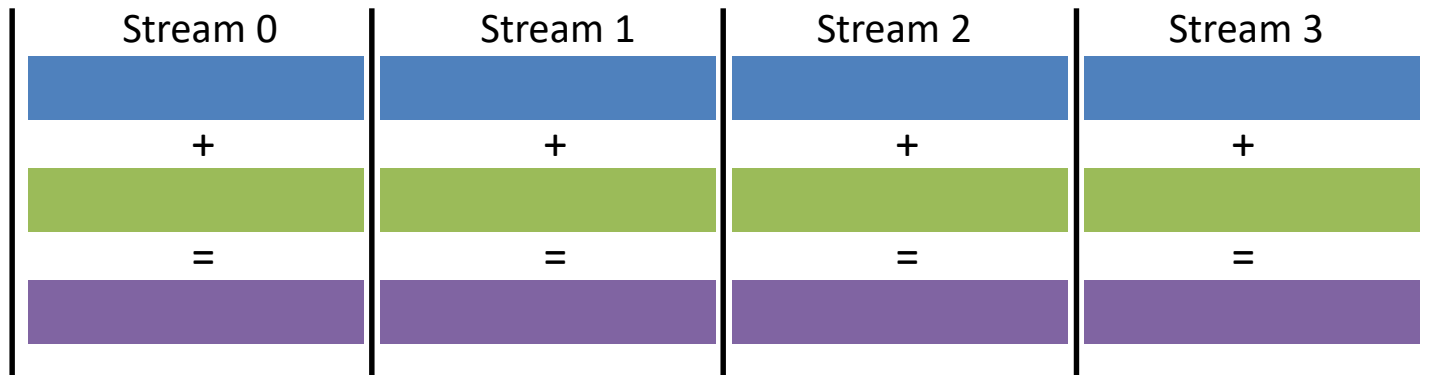 Stream 0 Stream 1 Stream 2 Stream 3
+ + + +
= = = =